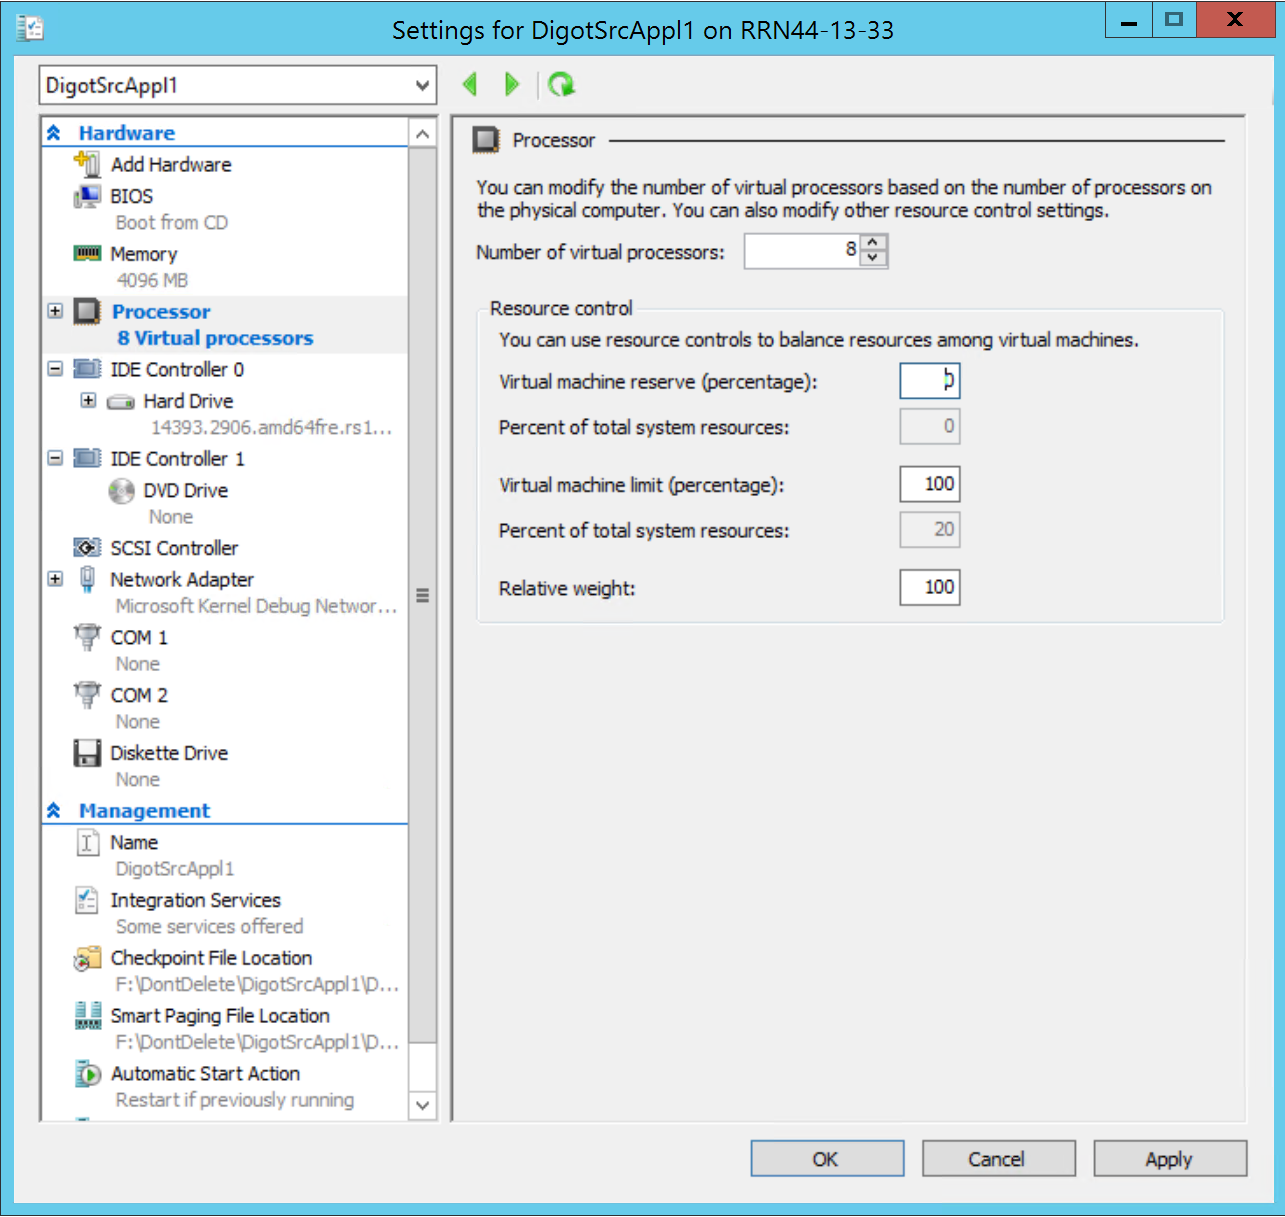 Settings for DigotSrcAppl1 on RRN44-13-33
X
DigotSrcAppl1
Hardware
Add Hardware
BIOS
Boot from CD
Memory
4096 MB
Processor
8 Virtual processors
IDE Controller 0
Hard Drive
14393.2906.amd64fre.rs1...
IDE Controller 1
DVD Drive
None
SCSI Controller
Network Adapter
Microsoft Kernel Debug Networ...
COM 1
None
COM 2
None
Diskette Drive
None
Management
Name
DigotSrcAppl1
Integration Services
Some services offered
Checkpoint File Location
F:\DontDelete\DigotSrcAppl1\D...
Smart Paging File Location
F:\DontDelete\DigotSrcAppl1\D...
Automatic Start Action
Restart if previously running
Processor
You can modify the number of virtual processors based on the number of processors on
the physical computer. You can also modify other resource control settings.
Number of virtual processors: 8
Resource control
You can use resource controls to balance resources among virtual machines.
Virtual machine reserve (percentage): 0
Percent of total system resources: 0
Virtual machine limit (percentage): 100
Percent of total system resources: 20
Relative weight: 100
OK Cancel Apply